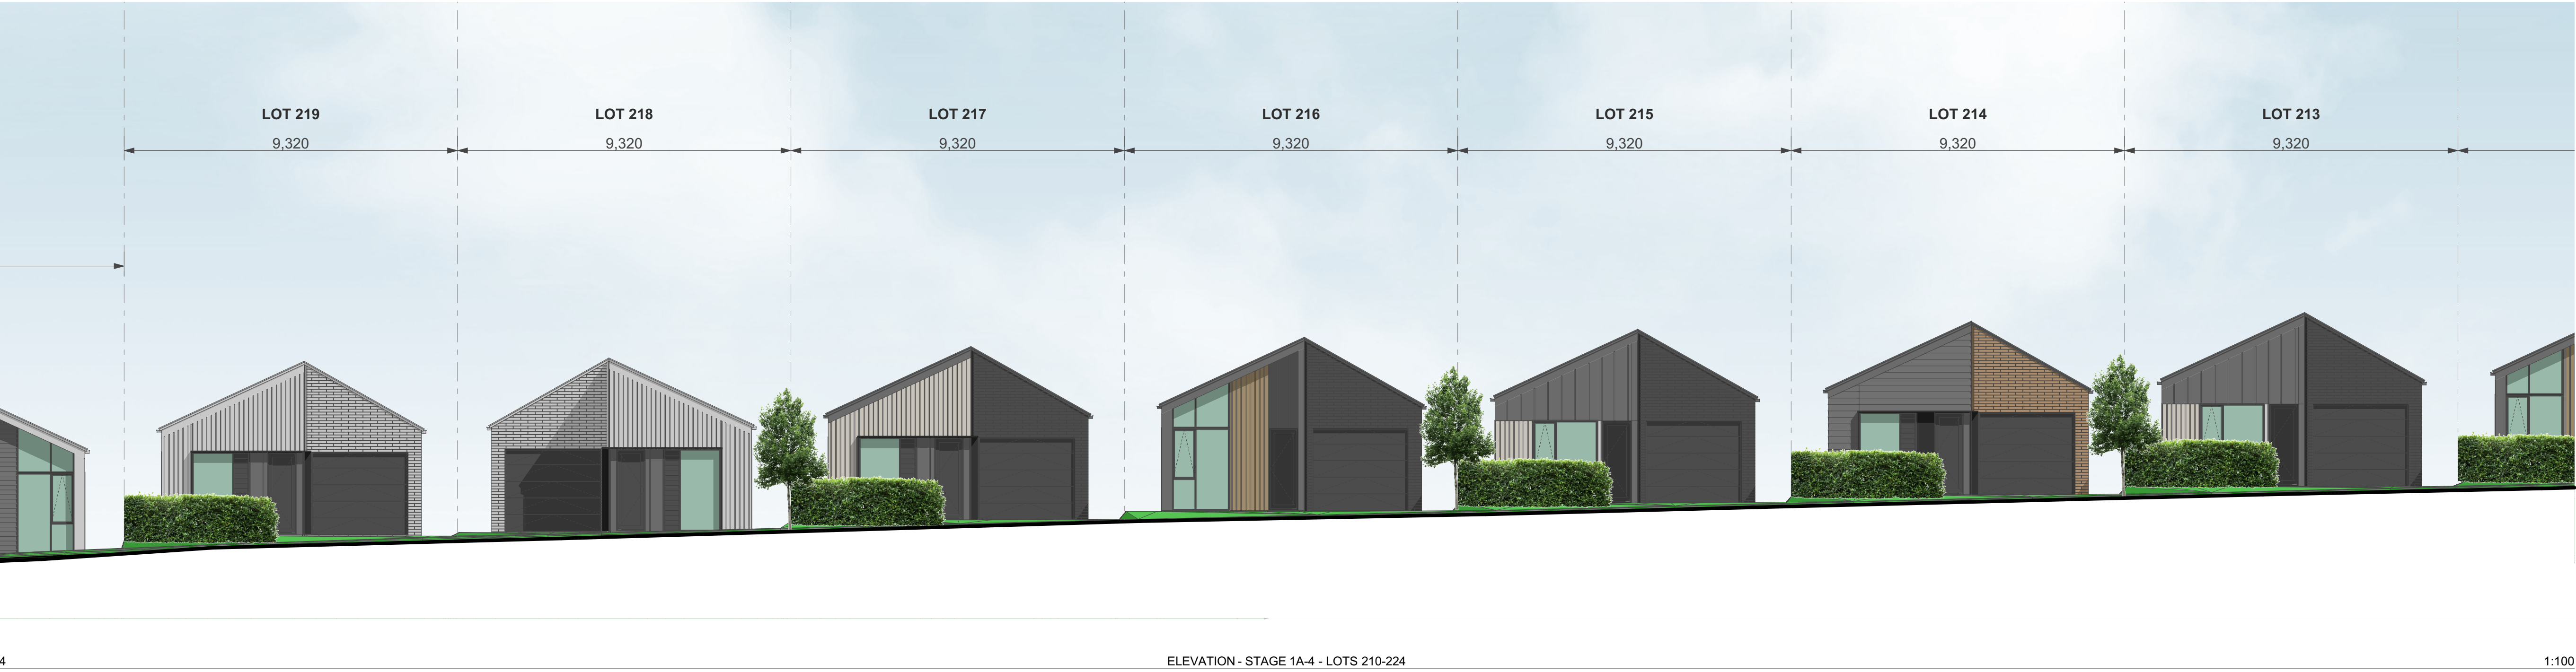 LOT 219
LOT 218
LOT 217
LOT 216
LOT 215
LOT 214
LOT 213
9,320
9,320
9,320
9,320
9,320
9,320
9,320
4
ELEVATION - STAGE 1A-4 - LOTS 210-224
1:100